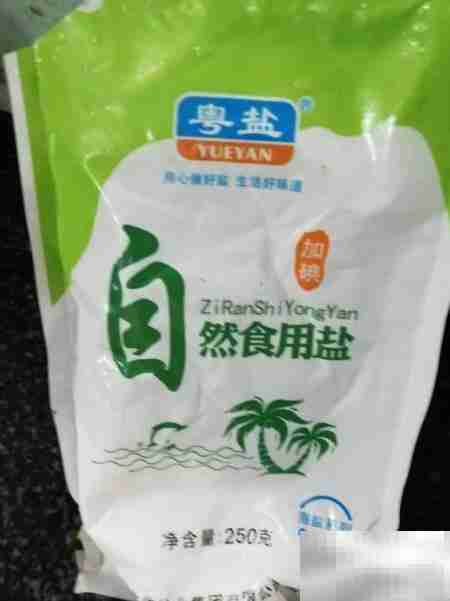 粤盐®
YUEYAN
用心做好盐 生活好味道
加碘
ZiRanShiYongYan
自然食用盐
净含量:250克